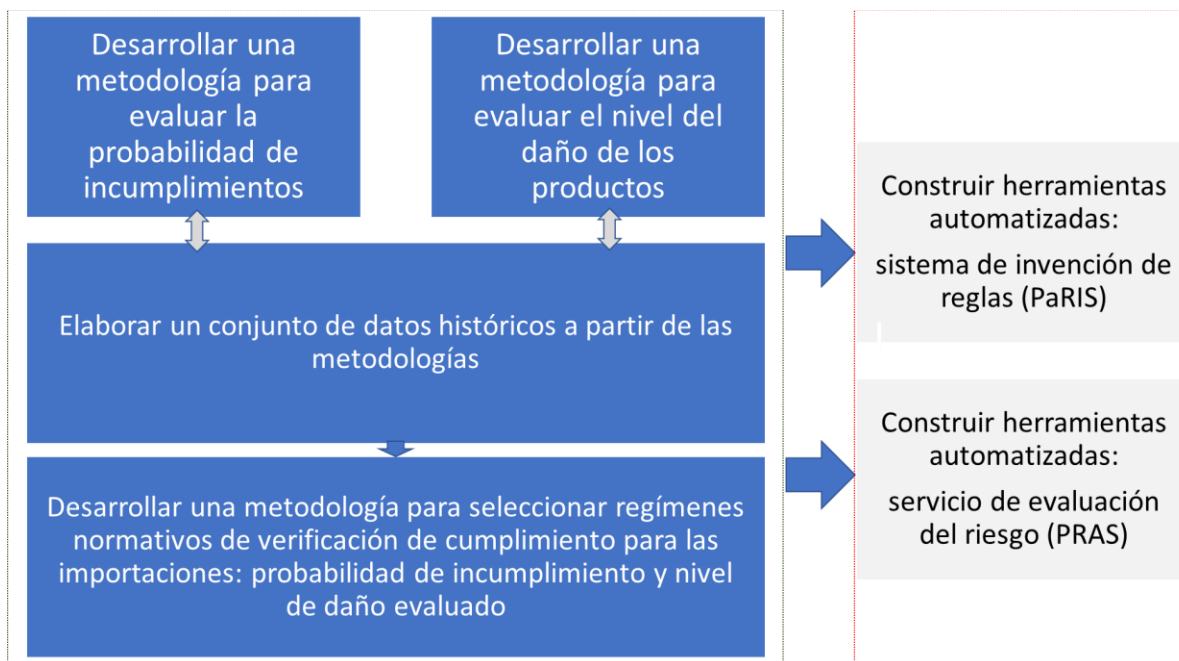 Desarrollar una
metodología para
evaluar la
probabilidad de
incumplimientos
Desarrollar una
metodología para
evaluar el nivel del
daño de los
productos
Elaborar un conjunto de datos históricos a partir de las
metodologías
Desarrollar una metodología para seleccionar regímenes
normativos de verificación de cumplimiento para las
importaciones: probabilidad de incumplimiento y nivel
de daño evaluado
Construir herramientas
automatizadas:
sistema de invención de
reglas (PaRIS)
Construir herramientas
automatizadas:
servicio de evaluación
del riesgo (PRAS)